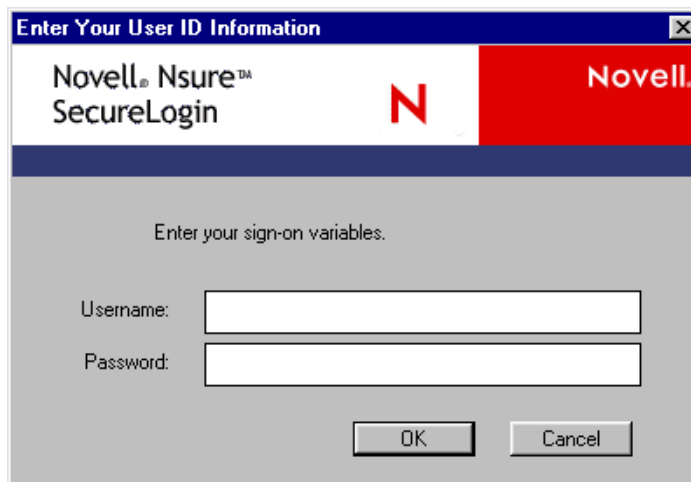 Enter Your User ID Information
Novell® Nsure™
SecureLogin
N
Novell.
Enter your sign-on variables.
Username:
Password:
OK
Cancel